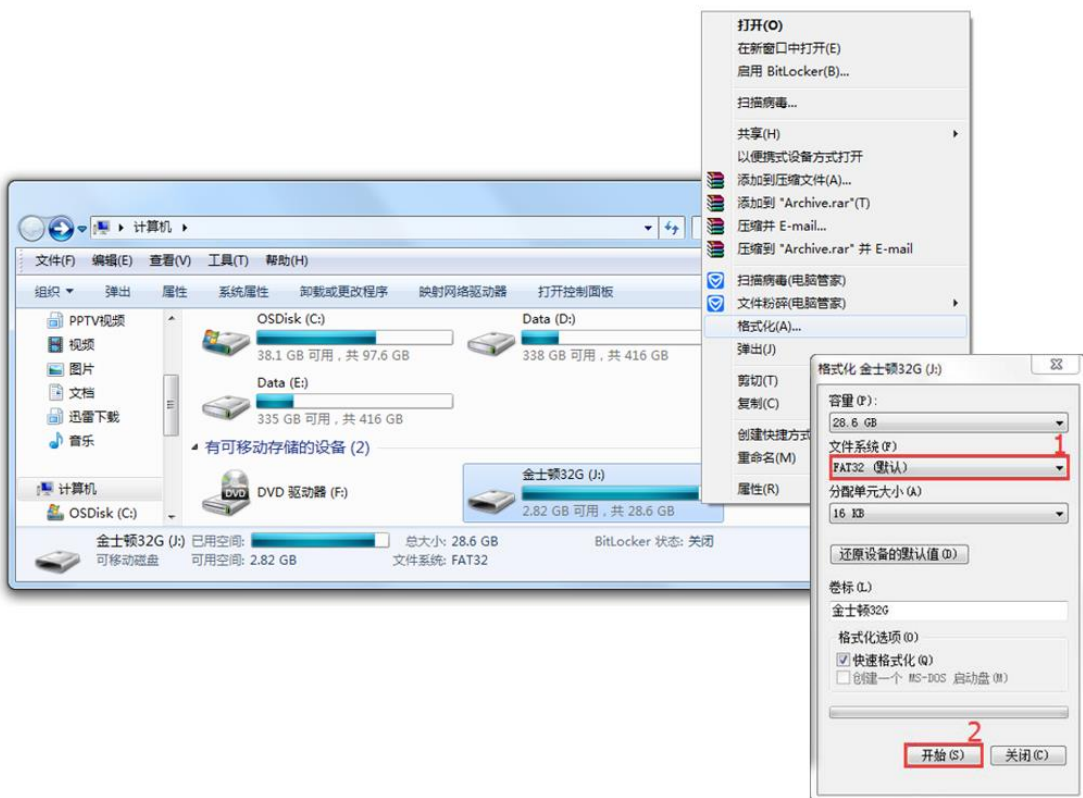 打开(O)
在新窗口中打开(E)
启用 BitLocker(B)...
扫描病毒...
共享(H)
以便携式设备方式打开
添加到压缩文件(A)...
添加到 "Archive.rar"(T)
压缩并 E-mail...
压缩到 "Archive.rar" 并 E-mail
扫描病毒(电脑管家)
文件粉碎(电脑管家)
格式化(A)...
弹出(J)
剪切(T)
复制(C)
创建快捷方式
重命名(M)
属性(R)
计算机
文件(F) 编辑(E) 查看(V) 工具(T) 帮助(H)
组织 弹出 属性 系统属性 卸载或更改程序 映射网络驱动器 打开控制面板
PPTV视频
视频
图片
文档
迅雷下载
音乐
计算机
OSDisk (C:)
OSDisk (C:)
38.1 GB 可用，共 97.6 GB
Data (D:)
338 GB 可用，共 416 GB
Data (E:)
335 GB 可用，共 416 GB
有可移动存储的设备 (2)
DVD
DVD 驱动器 (F:)
金士顿32G (J:)
2.82 GB 可用，共 28.6 GB
金士顿32G (J:) 已用空间: 总大小: 28.6 GB BitLocker 状态: 关闭
可移动磁盘 可用空间: 2.82 GB 文件系统: FAT32
格式化 金士顿32G (J:)
容量(P):
28.6 GB
文件系统(F)
1
FAT32 (默认)
分配单元大小(A)
16 KB
还原设备的默认值(D)
卷标(L)
金士顿32G
格式化选项(O)
快速格式化(Q)
创建一个 MS-DOS 启动盘(M)
2
开始(S)
关闭(C)